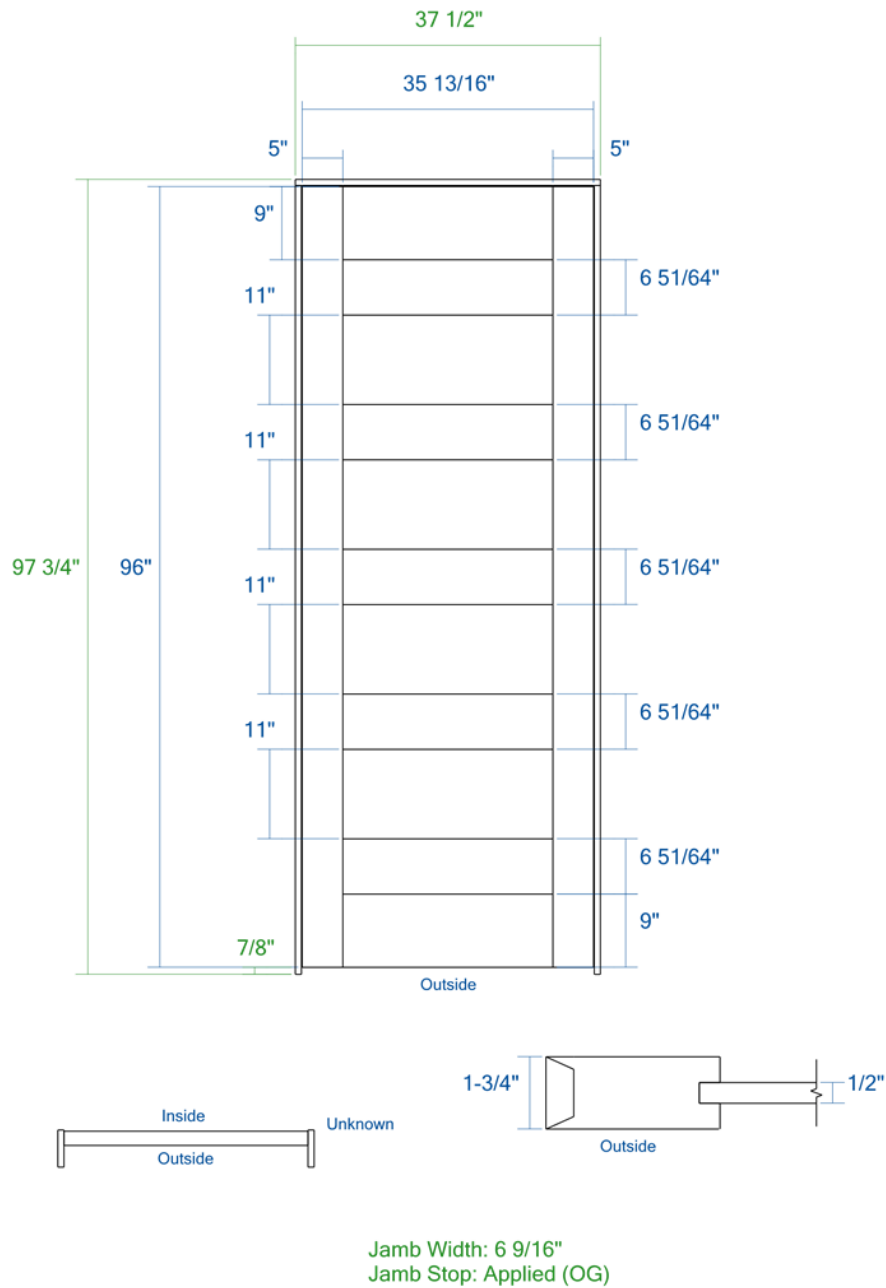 37 1/2"
35 13/16"
5" 5"
9"
6 51/64"
11"
6 51/64"
11"
97 3/4" 96" 11" 6 51/64"
6 51/64"
11"
6 51/64"
9"
7/8"
Outside
1-3/4" 1/2"
Inside
Unknown
Outside
Outside
Jamb Width: 6 9/16"
Jamb Stop: Applied (OG)